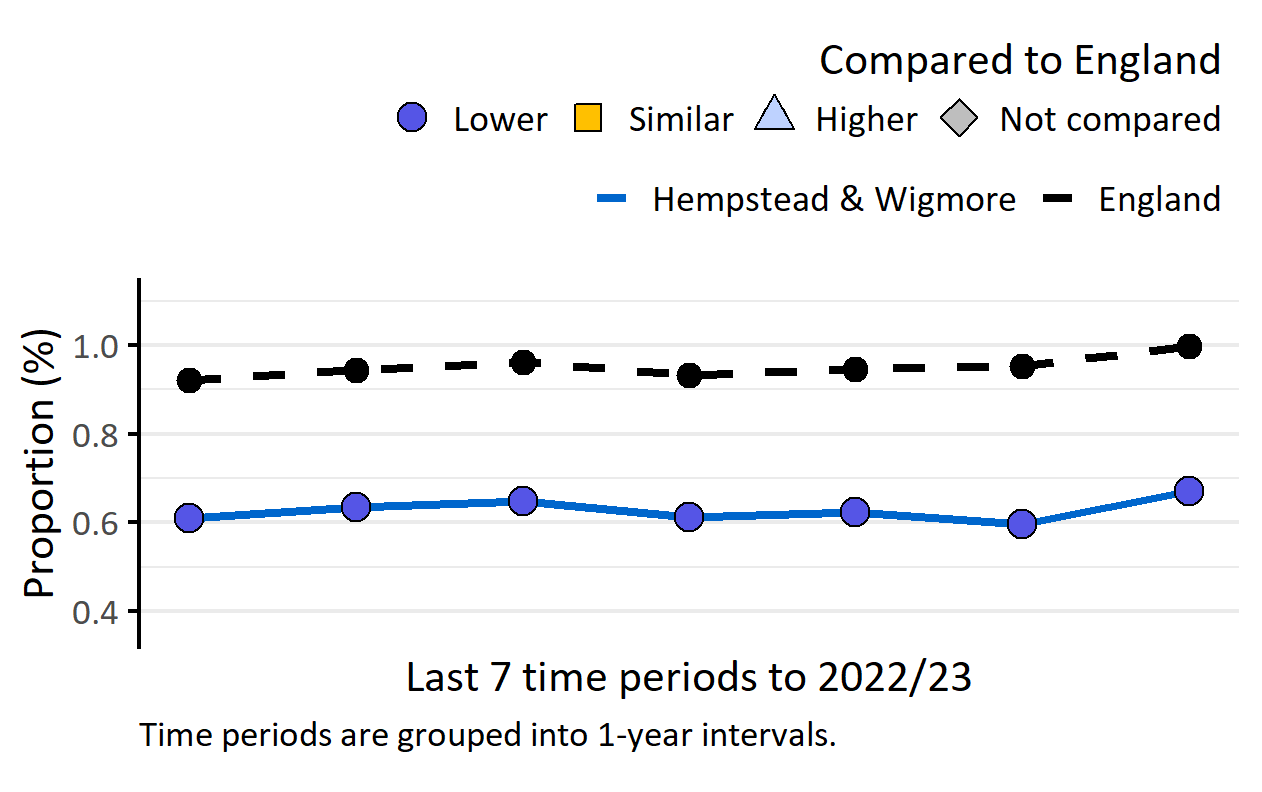 Compared to England
Lower Similar Higher Not compared
Hempstead & Wigmore England
Proportion (%)
1.0
0.8
0.6
0.4
Last 7 time periods to 2022/23
Time periods are grouped into 1-year intervals.